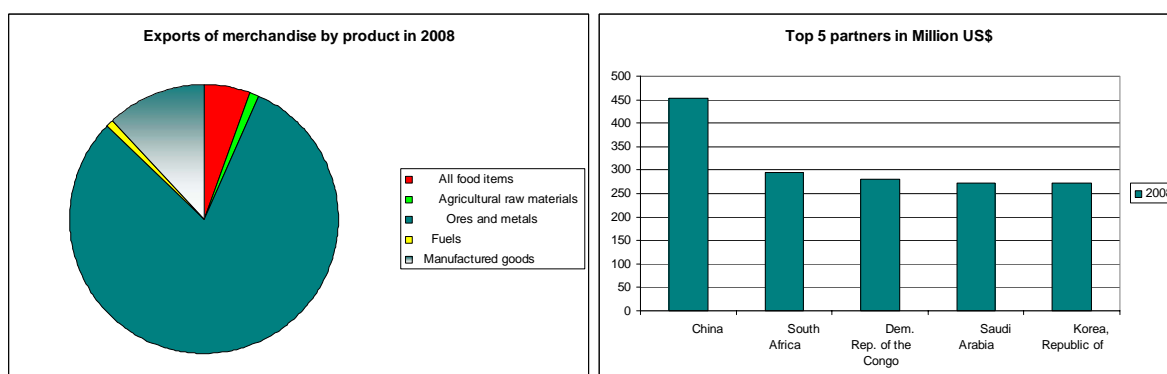 Exports of merchandise by product in 2008
All food items
Agricultural raw materials
Ores and metals
Fuels
Manufactured goods
Top 5 partners in Million US$
500
450
400
350
300
250
200
150
100
50
0
China
South
Africa
Dem.
Rep. of the
Congo
Saudi
Arabia
Korea,
Republic of
2008